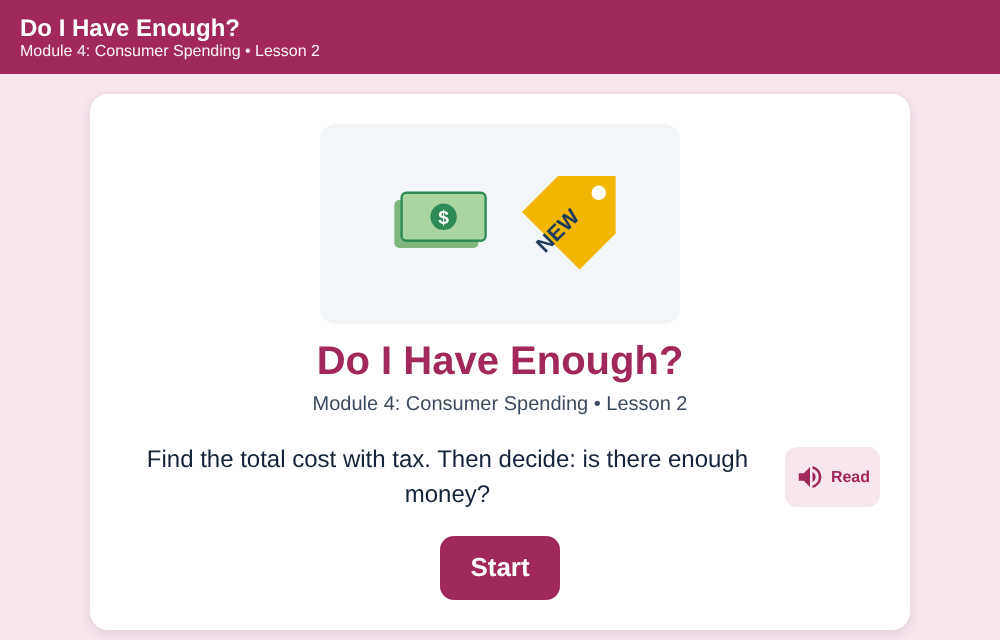 Do I Have Enough?
Module 4: Consumer Spending • Lesson 2
$
NEW
Do I Have Enough?
Module 4: Consumer Spending • Lesson 2
Find the total cost with tax. Then decide: is there enough
money?
Read
Start